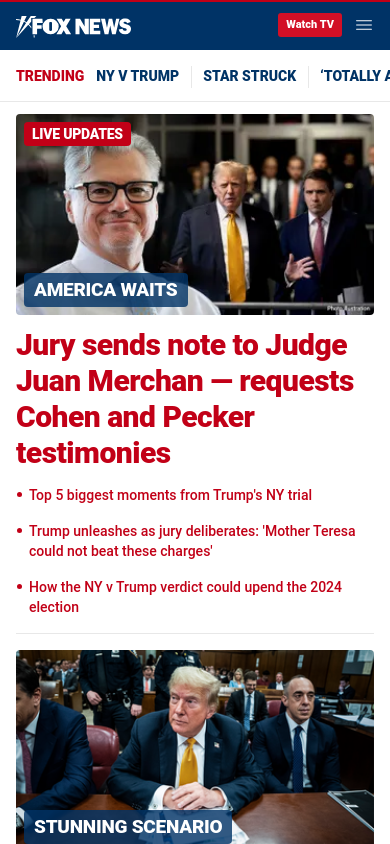 FOX NEWS
Watch TV
TRENDING NY V TRUMP STAR STRUCK ‘TOTALLY
LIVE UPDATES
AMERICA WAITS
Photo Illustration
Jury sends note to Judge
Juan Merchan — requests
Cohen and Pecker
testimonies
• Top 5 biggest moments from Trump's NY trial
• Trump unleashes as jury deliberates: 'Mother Teresa
could not beat these charges'
• How the NY v Trump verdict could upend the 2024
election
STUNNING SCENARIO